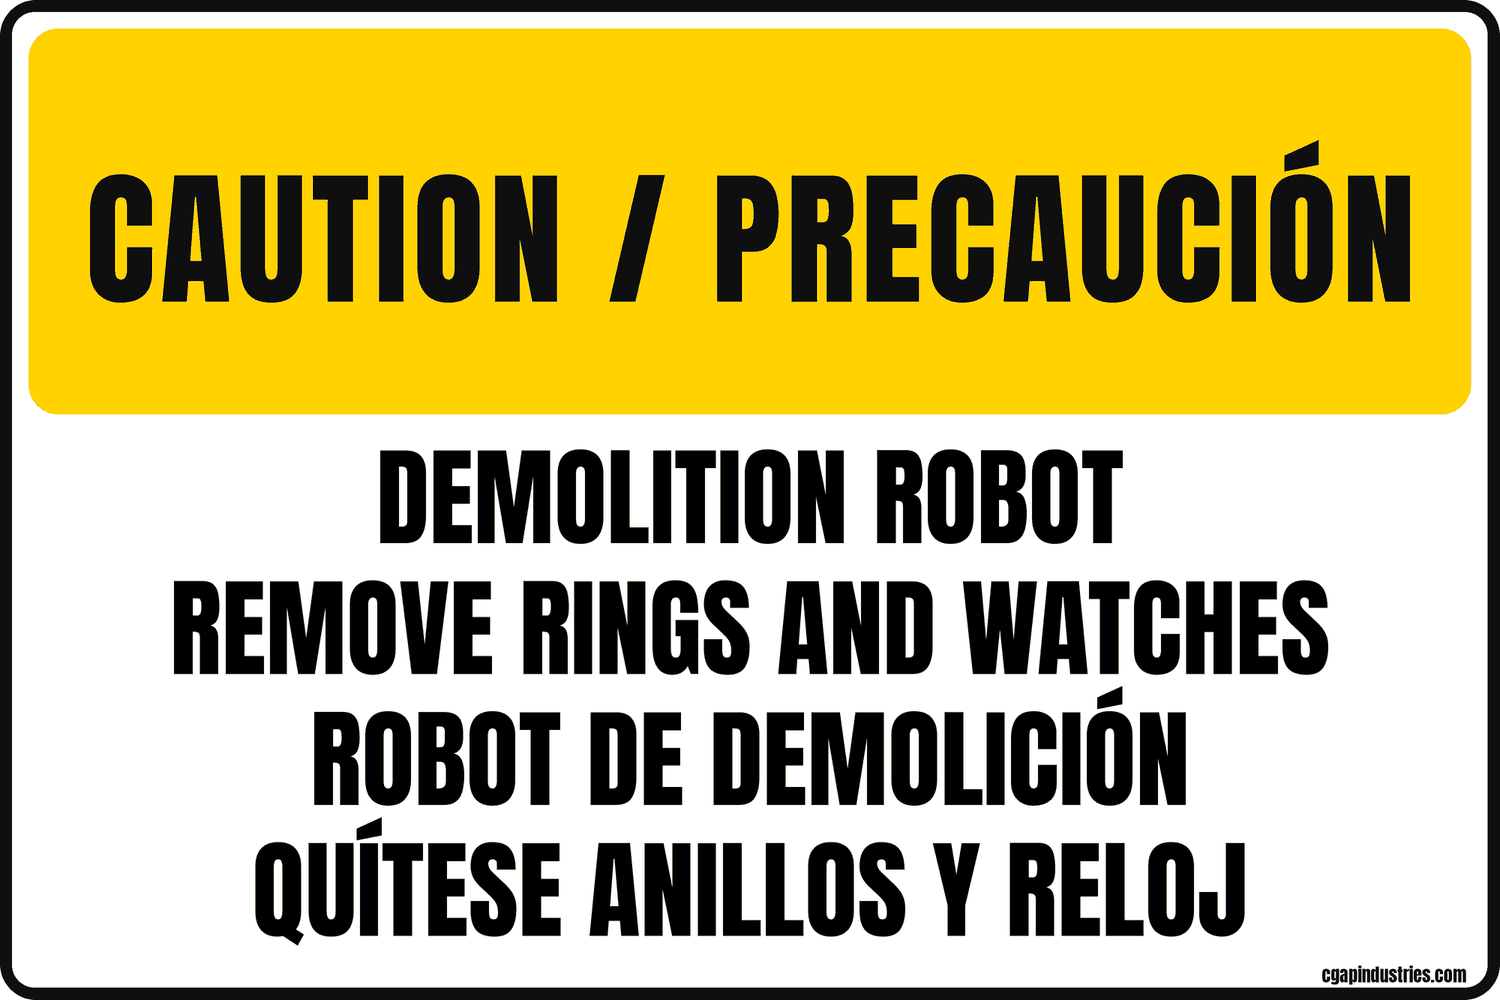 CAUTION / PRECAUCIÓN
DEMOLITION ROBOT
REMOVE RINGS AND WATCHES
ROBOT DE DEMOLICIÓN
QUÍTESE ANILLOS Y RELOJ
cgapindustries.com